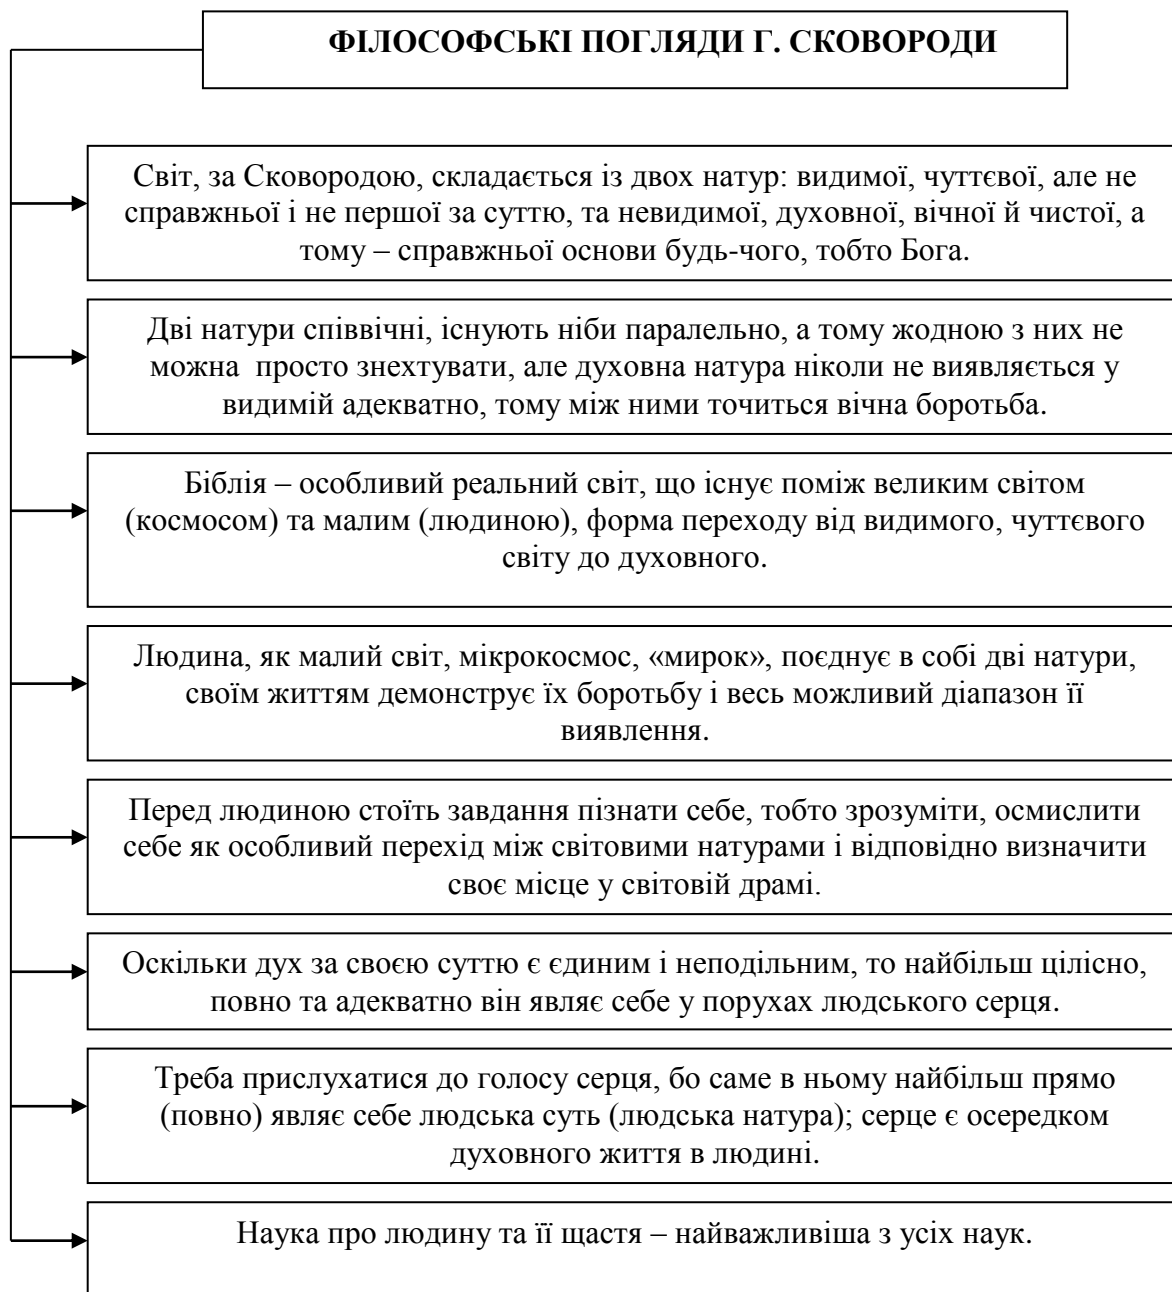 ФІЛОСОФСЬКІ ПОГЛЯДИ Г. СКОВОРОДИ
Світ, за Сковородою, складається із двох натур: видимої, чуттєвої, але не
справжньої і не першої за суттю, та невидимої, духовної, вічної й чистої, а
тому – справжньої основи будь-чого, тобто Бога.
Дві натури співвічні, існують ніби паралельно, а тому жодною з них не
можна просто знехтувати, але духовна натура ніколи не виявляється у
видимій адекватно, тому між ними точиться вічна боротьба.
Біблія – особливий реальний світ, що існує поміж великим світом
(космосом) та малим (людиною), форма переходу від видимого, чуттєвого
світу до духовного.
Людина, як малий світ, мікрокосмос, «мирок», поєднує в собі дві натури,
своїм життям демонструє їх боротьбу і весь можливий діапазон її
виявлення.
Перед людиною стоїть завдання пізнати себе, тобто зрозуміти, осмислити
себе як особливий перехід між світовими натурами і відповідно визначити
своє місце у світовій драмі.
Оскільки дух за своєю суттю є єдиним і неподільним, то найбільш цілісно,
повно та адекватно він являє себе у порухах людського серця.
Треба прислухатися до голосу серця, бо саме в ньому найбільш прямо
(повно) являє себе людська суть (людська натура); серце є осередком
духовного життя в людині.
Наука про людину та її щастя – найважливіша з усіх наук.